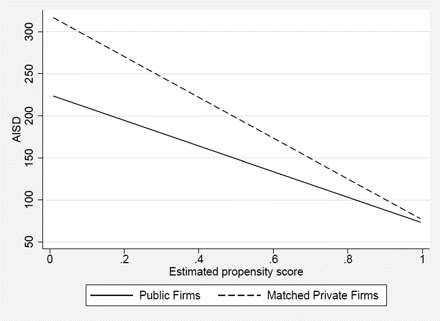 300
250
200
150
100
50
AISD
0 .2 .4 .6 .8 1
Estimated propensity score
Public Firms Matched Private Firms